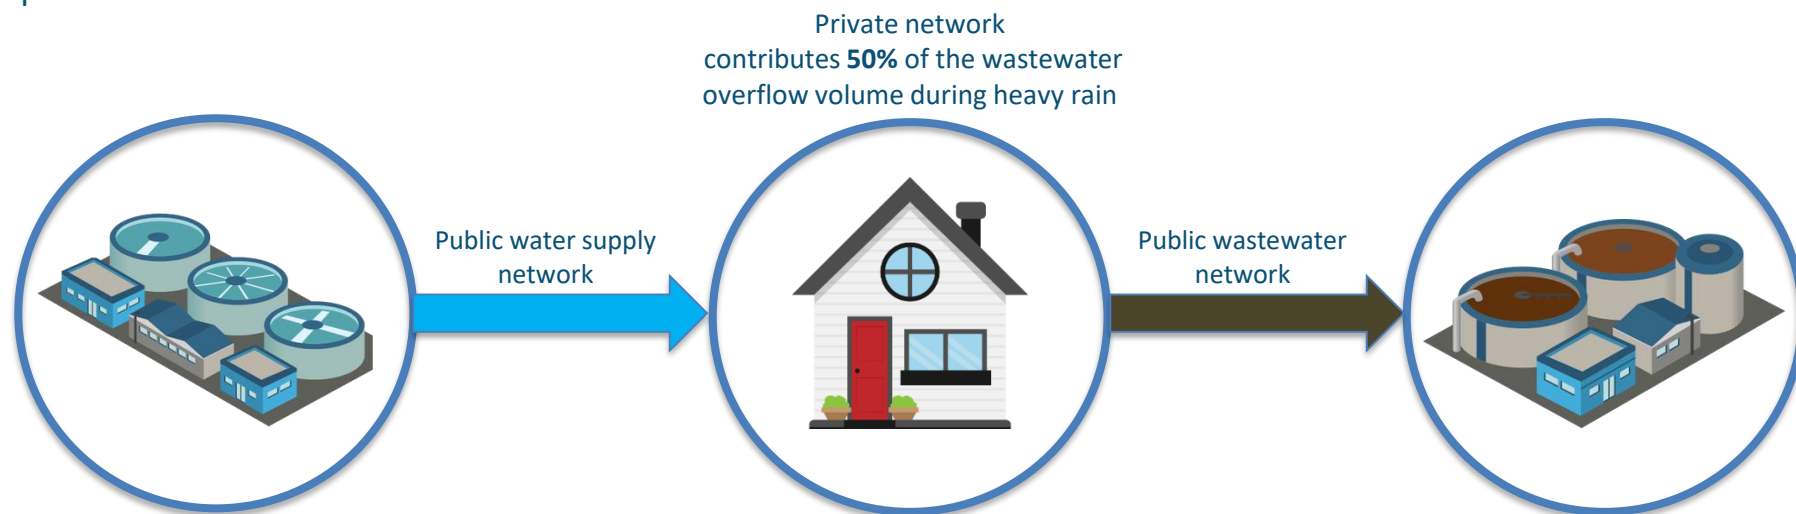 Private network
contributes 50% of the wastewater
overflow volume during heavy rain
Public water supply
network
Public wastewater
network